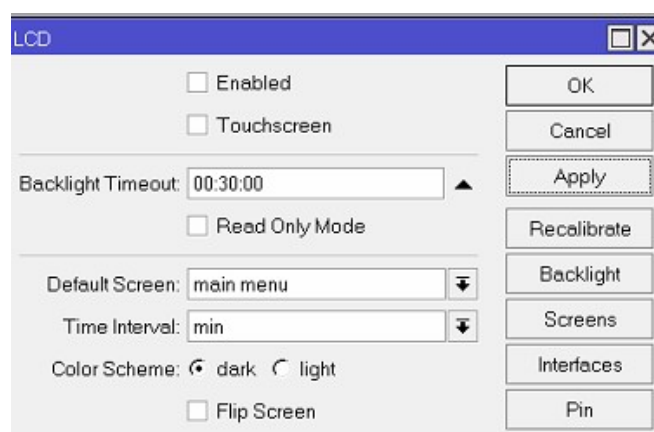 LCD
Enabled
OK
Touchscreen
Cancel
Backlight Timeout: 00:30:00
Apply
Read Only Mode
Recalibrate
Default Screen: main menu
Backlight
Time Interval: min
Screens
Color Scheme: dark light
Interfaces
Flip Screen
Pin